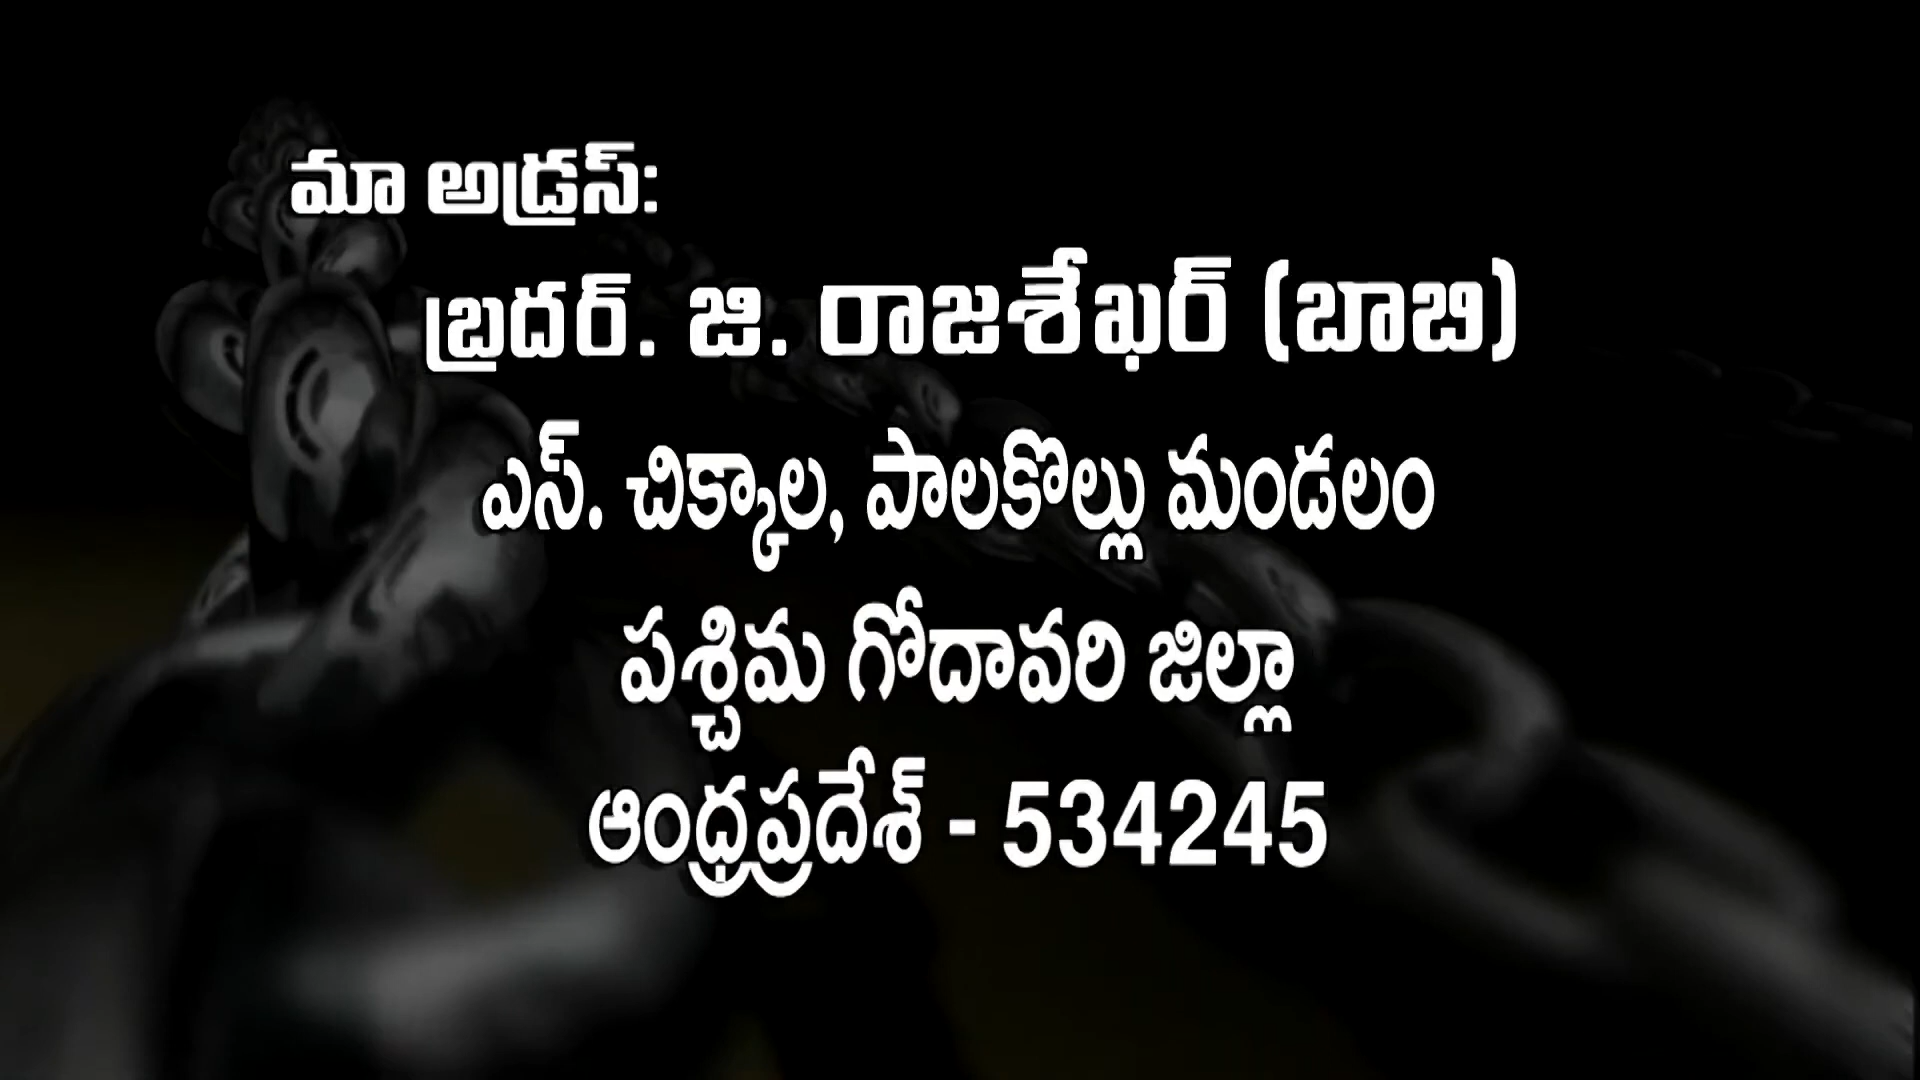 మా అడ్రస్:
బ్రదర్. జి. రాజశేఖర్ (బాబి)
ఎస్. చిక్కాల, పాలకొల్లు మండలం
పశ్చిమ గోదావరి జిల్లా
ఆంధ్రప్రదేశ్ - 534245